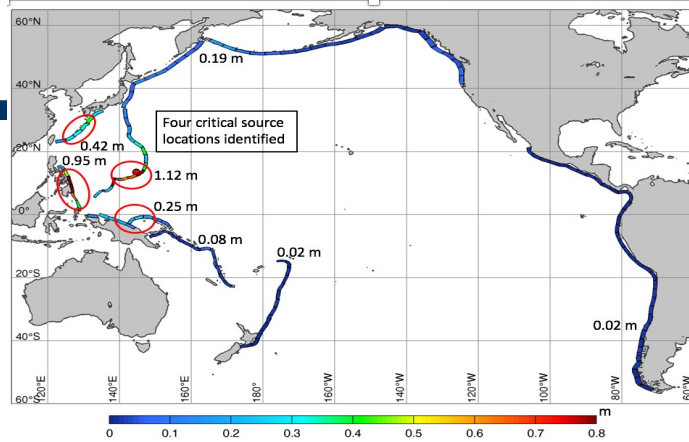 60°N
40°N
20°N
0°
20°S
40°S
60°S
0.19 m
Four critical source
locations identified
0.42 m
0.95 m
1.12 m
0.25 m
0.08 m
0.02 m
0.02 m
120°E
140°E
160°E
180°
160°W
140°W
120°W
100°W
80°W
60°W
m
0
0.1
0.2
0.3
0.4
0.5
0.6
0.7
0.8